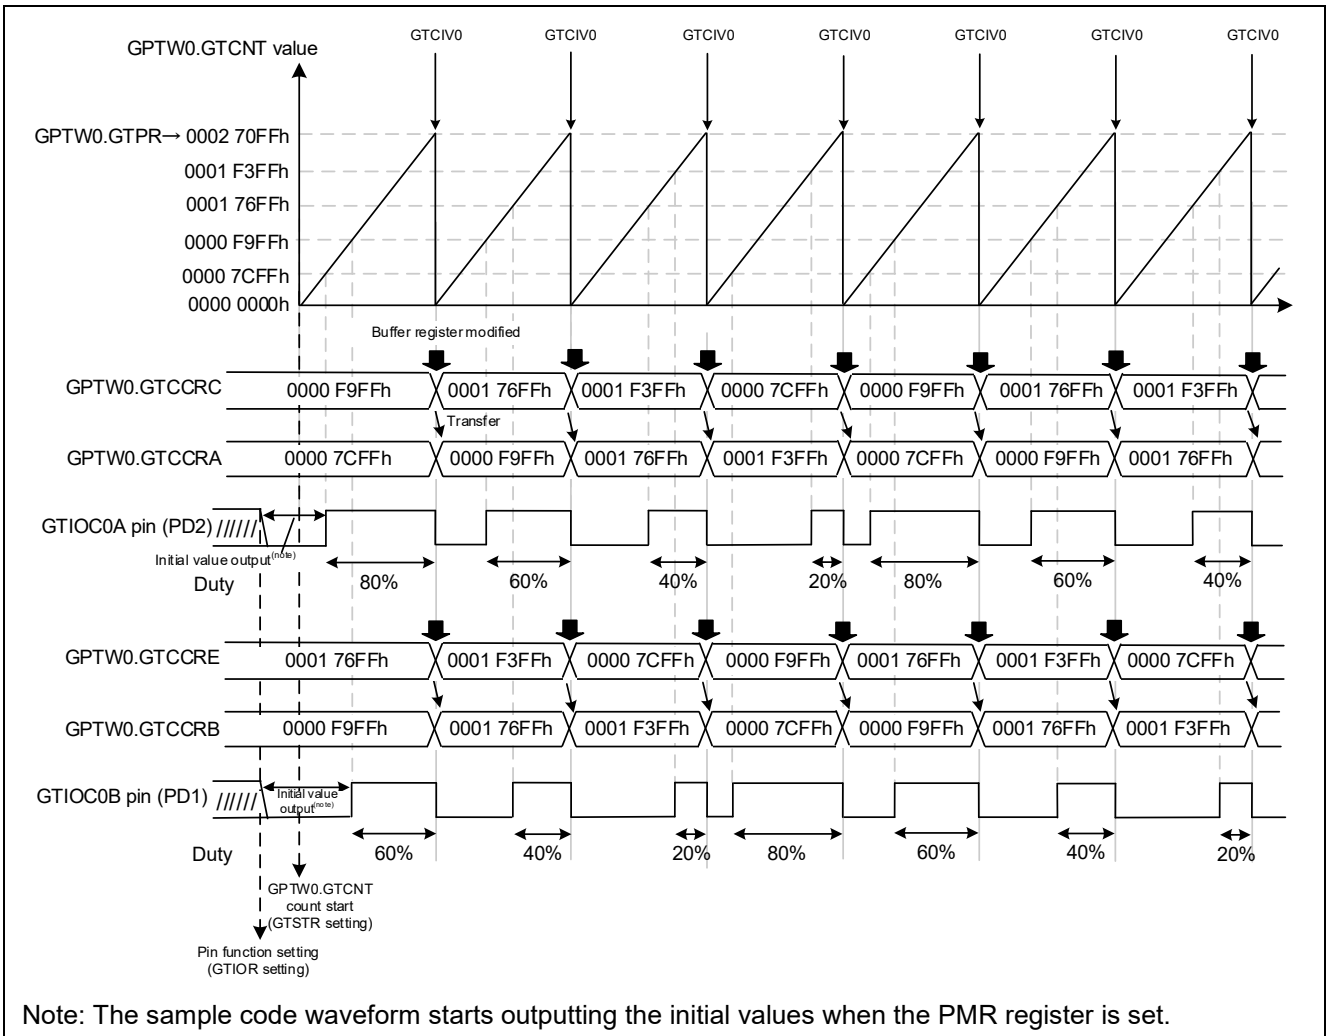 GTCIV0 GTCIV0 GTCIV0 GTCIV0 GTCIV0 GTCIV0 GTCIV0
GPTW0.GTCNT value
GPTW0.GTPR→ 0002 70FFh
0001 F3FFh
0001 76FFh
0000 F9FFh
0000 7CFFh
0000 0000h
Buffer register modified
GPTW0.GTCCRC 0000 F9FFh 0001 76FFh 0001 F3FFh 0000 7CFFh 0000 F9FFh 0001 76FFh 0001 F3FFh
Transfer
GPTW0.GTCCRA 0000 7CFFh 0000 F9FFh 0001 76FFh 0001 F3FFh 0000 7CFFh 0000 F9FFh 0001 76FFh
GTIOC0A pin (PD2) //////
Initial value output(note)
Duty 80% 60% 40% 20% 80% 60% 40%
GPTW0.GTCCRE 0001 76FFh 0001 F3FFh 0000 7CFFh 0000 F9FFh 0001 76FFh 0001 F3FFh 0000 7CFFh
GPTW0.GTCCRB 0000 F9FFh 0001 76FFh 0001 F3FFh 0000 7CFFh 0000 F9FFh 0001 76FFh 0001 F3FFh
GTIOC0B pin (PD1) //////
Initial value
output(note)
Duty 60% 40% 20% 80% 60% 40% 20%
GPTW0.GTCNT
count start
(GTSTR setting)
Pin function setting
(GTIOR setting)
Note: The sample code waveform starts outputting the initial values when the PMR register is set.